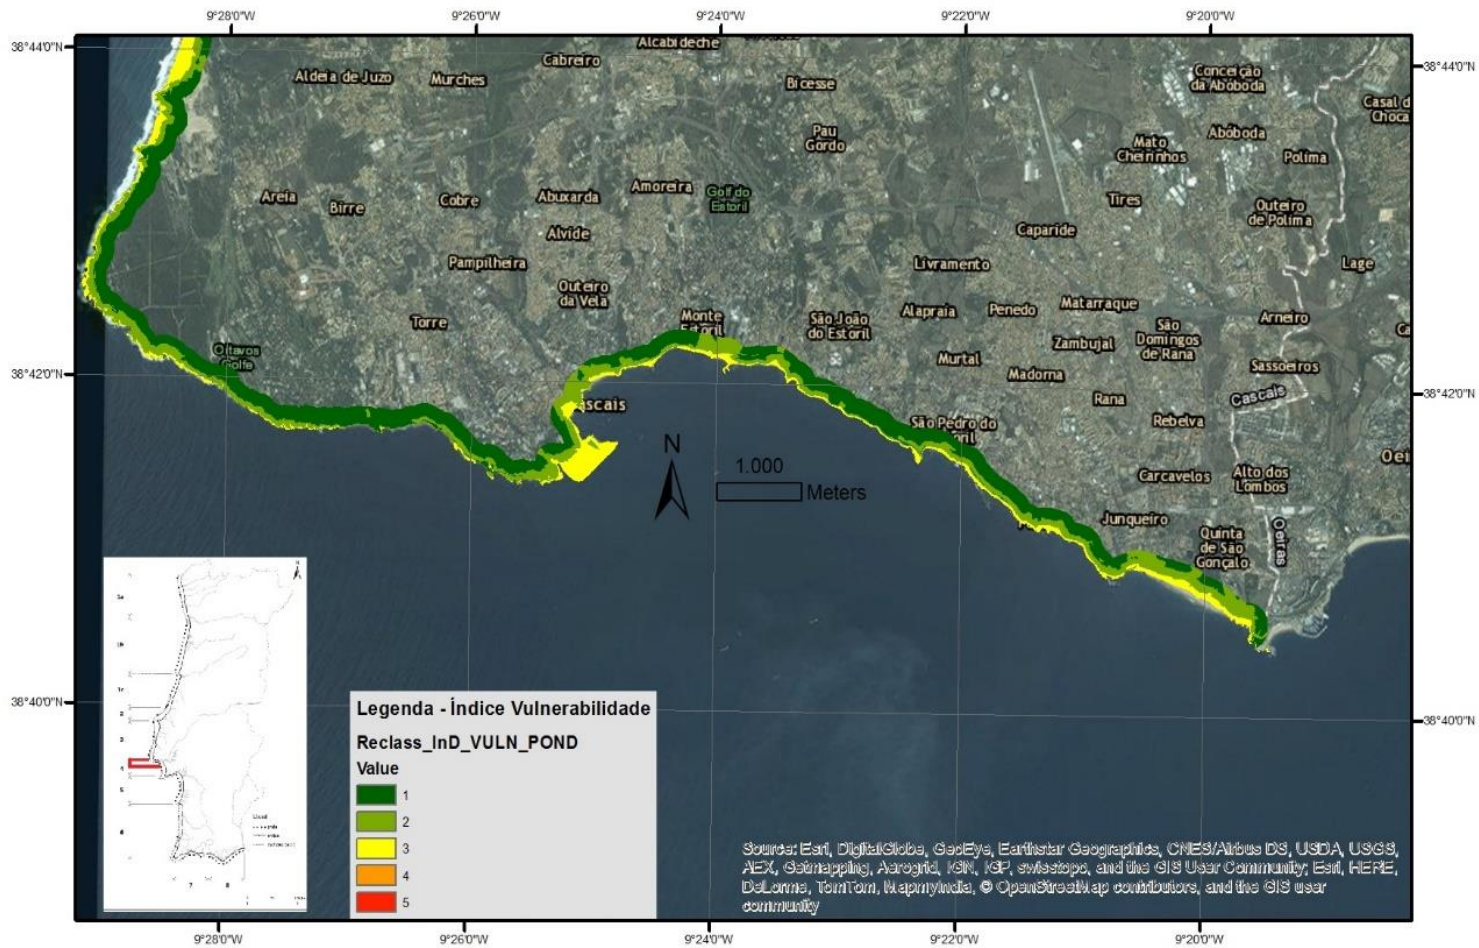 9°28'0"W 9°26'0"W 9°24'0"W 9°22'0"W 9°20'0"W
38°44'0"N
38°44'0"N
Alcabideche
Cabreiro
Aldeia de Juzo
Murches
Bicesse
Conceição
da Abóboda
Casal d
Choca
Pau
Gordo
Mato
Cheirinhos
Abóboda
Polima
Areia
Birre
Cobre
Abuxarda
Amoreira
Golf do
Estoril
Tires
Outeiro
de Polima
Alvide
Caparide
Pampilheira
Livramento
Lage
Outeiro
da Vela
Torre
Monte
Estoril
São João
do Estoril
Alapraia
Penedo
Matarraque
Arneiro
Ca
São
Domingos
de Rana
Zambujal
Oitavos
Golfe
Murtal
Madorna
Sassoeiros
38°42'0"N
38°42'0"N
Cascais
Rana
scais
Rebelva
São Pedro do
oril
Oei
Carcavelos
Alto dos
Lombos
N
1.000
Meters
Junqueiro
Quinta
de São
Gonçalo
Oeiras
38°40'0"N
38°40'0"N
Legenda - Índice Vulnerabilidade
Reclass_InD_VULN_POND
Value
1
2
3
4
5
Source: Esri, DigitalGlobe, GeoEye, Earthstar Geographics, CNES/Airbus DS, USDA, USGS,
AEX, Getmapping, Aerogrid, IGN, IGP, swisstopo, and the GIS User Community; Esri, HERE,
DeLorme, TomTom, MapmyIndia, © OpenStreetMap contributors, and the GIS user
community
9°28'0"W 9°26'0"W 9°24'0"W 9°22'0"W 9°20'0"W